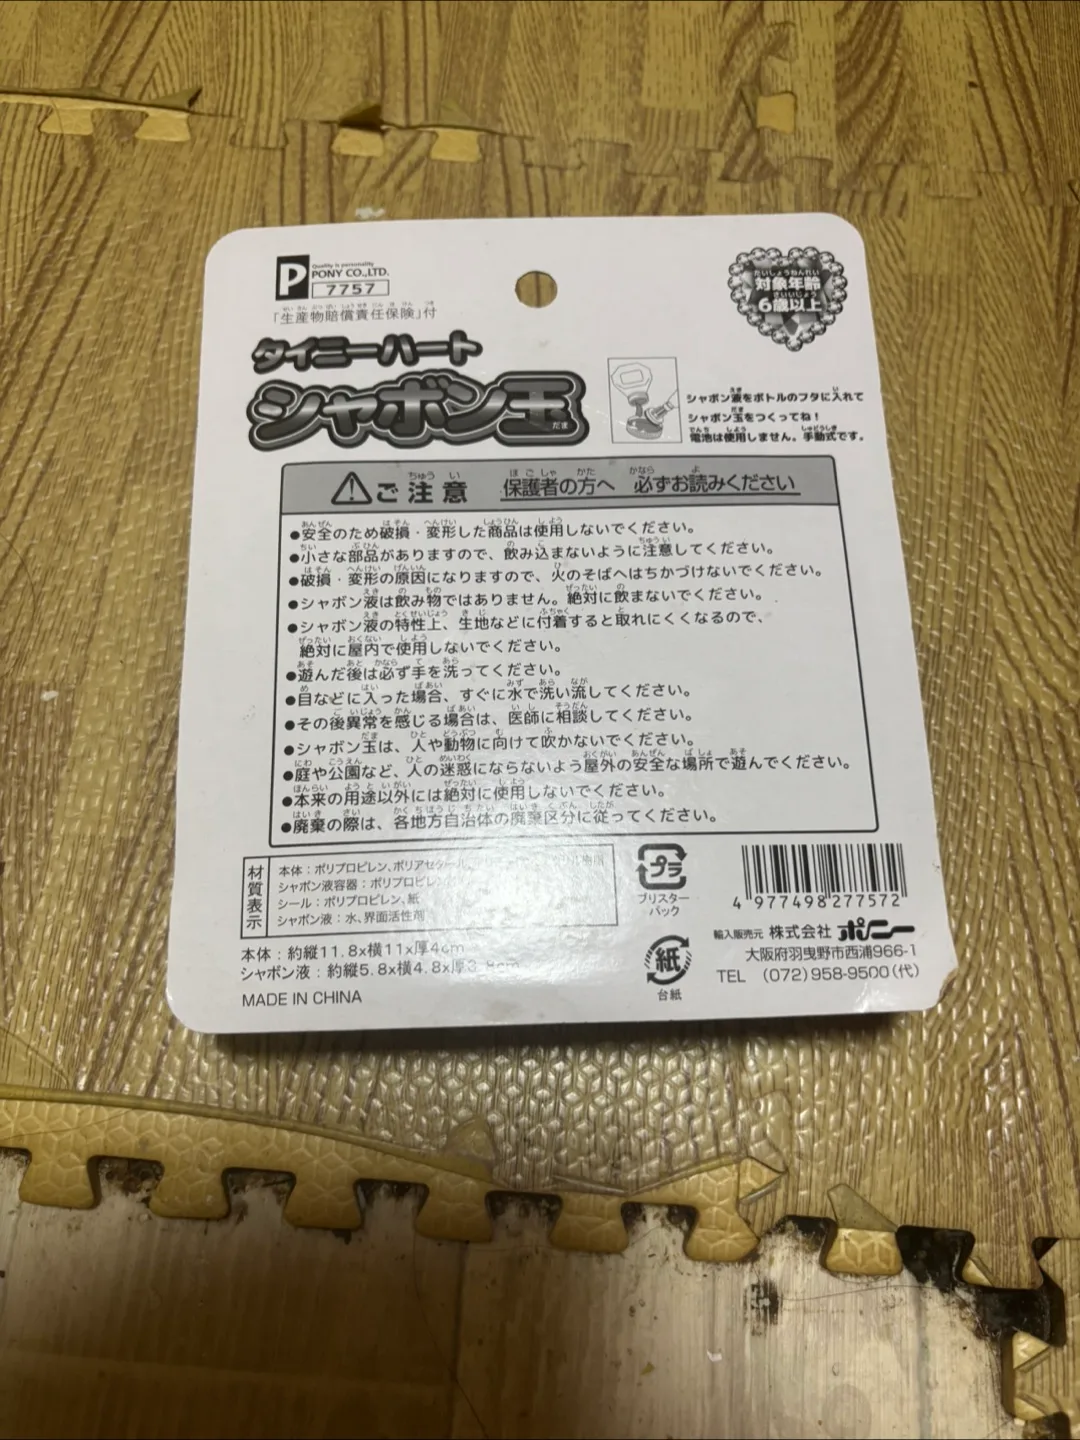 P
Quality is personality
PONY CO.,LTD.
7757
「生産物賠償責任保険」付
タイニーハート
シャボン玉
対象年齢
6歳以上
シャボン液をボトルのフタに入れて
シャボン玉をつくってね!
電池は使用しません。手動式です。
ご注意 保護者の方へ 必ずお読みください
●安全のため破損・変形した商品は使用しないでください。
●小さな部品がありますので、飲み込まないように注意してください。
●破損・変形の原因になりますので、火のそばへはちかづけないでください。
●シャボン液は飲み物ではありません。絶対に飲まないでください。
●シャボン液の特性上、生地などに付着すると取れにくくなるので、
絶対に屋内で使用しないでください。
●遊んだ後は必ず手を洗ってください。
●目などに入った場合、すぐに水で洗い流してください。
●その後異常を感じる場合は、医師に相談してください。
●シャボン玉は、人や動物に向けて吹かないでください。
●庭や公園など、人の迷惑にならないよう屋外の安全な場所で遊んでください。
●本来の用途以外には絶対に使用しないでください。
●廃棄の際は、各地方自治体の廃棄区分に従ってください。
材質表示
本体:ポリプロピレン、ポリアセタール、
シャボン液容器:ポリプロピレン
シール:ポリプロピレン、紙
シャボン液:水、界面活性剤
本体:約縦11.8x横11x厚4cm
シャボン液:約縦5.8x横4.8x厚3.8cm
MADE IN CHINA
プラ
ブリスター
パック
紙
台紙
4 977498 277572
輸入販売元 株式会社 ポニー
大阪府羽曳野市西浦966-1
TEL (072)958-9500(代)